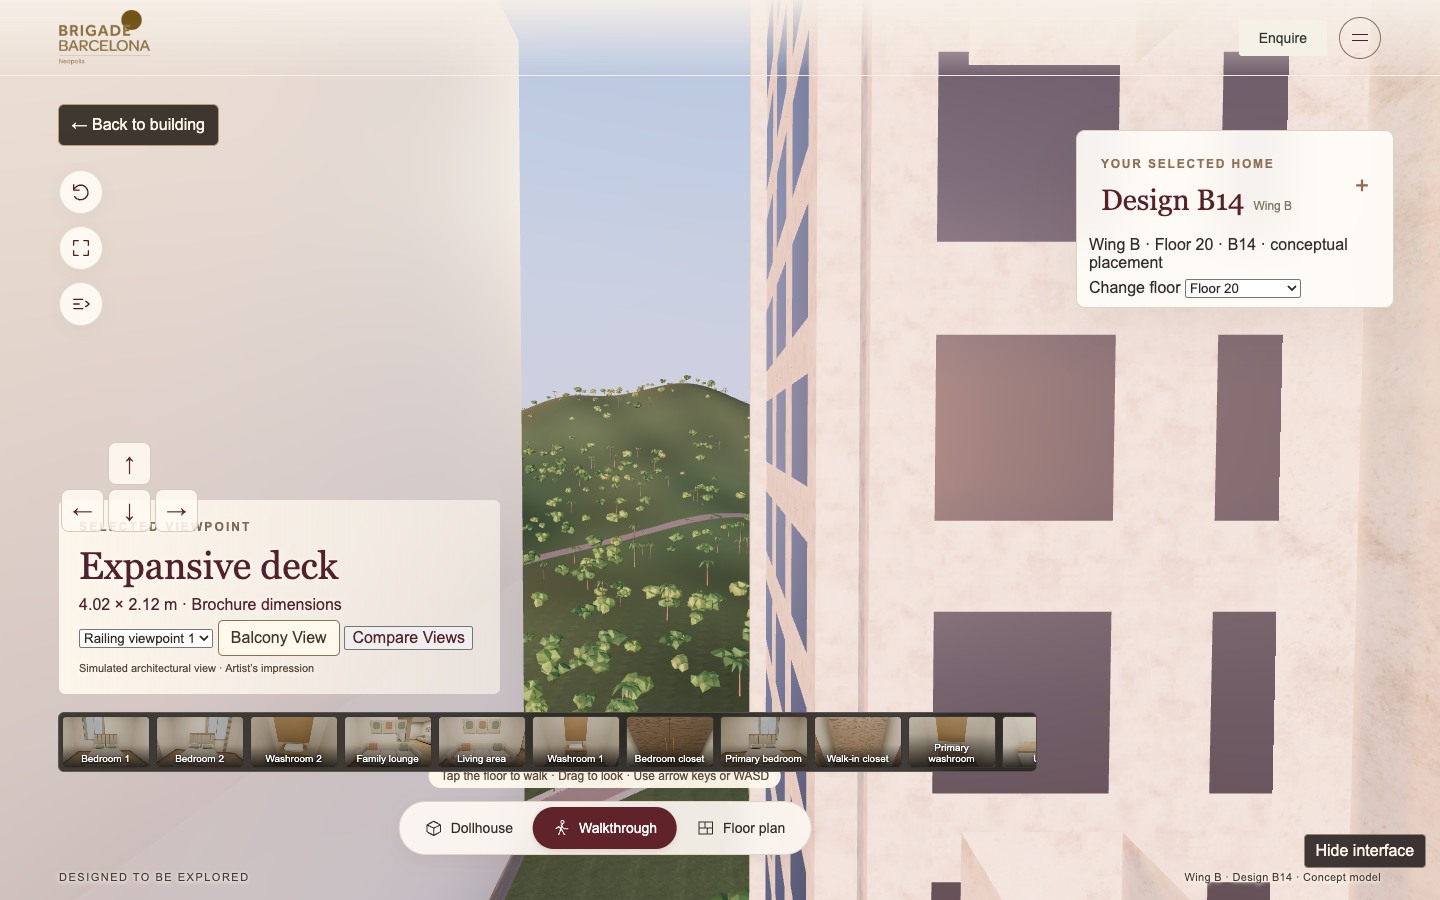 BRIGADE
BARCELONA
Neopolis
Enquire
← Back to building
YOUR SELECTED HOME
Design B14 Wing B
+
Wing B · Floor 20 · B14 · conceptual
placement
Change floor Floor 20
↑
← ↓ →
SELECTED VIEWPOINT
Expansive deck
4.02 × 2.12 m · Brochure dimensions
Railing viewpoint 1 Balcony View Compare Views
Simulated architectural view · Artist's impression
Bedroom 1 Bedroom 2 Washroom 2 Family lounge Living area Washroom 1 Bedroom closet Primary bedroom Walk-in closet Primary
washroom
Tap the floor to walk · Drag to look · Use arrow keys or WASD
Dollhouse Walkthrough Floor plan
Hide interface
DESIGNED TO BE EXPLORED
Wing B · Design B14 · Concept model